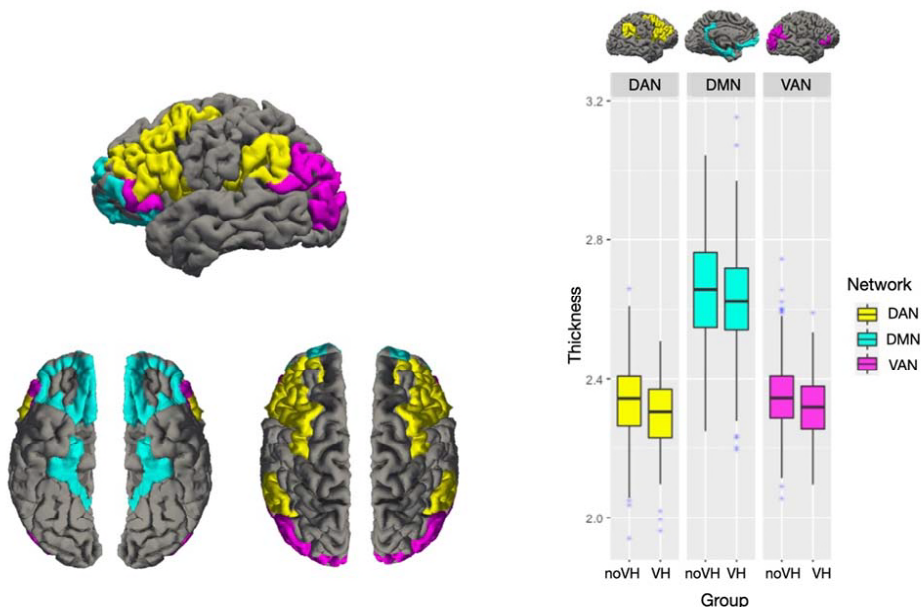 DAN DMN VAN
3.2
2.8
2.4
2.0
Thickness
noVH VH noVH VH noVH VH
Group
Network
DAN
DMN
VAN